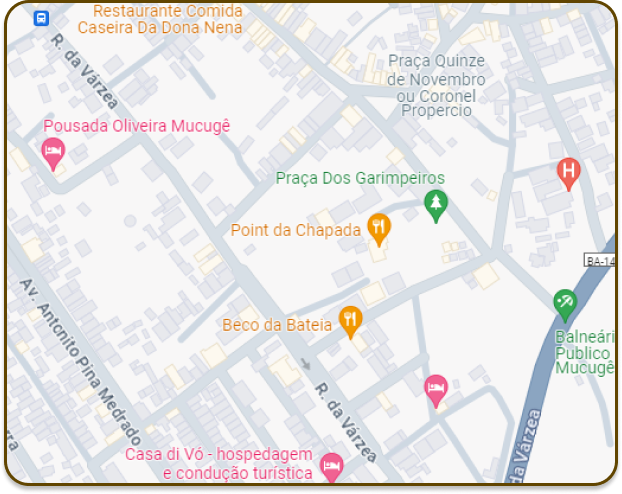 Restaurante Comida
Caseira Da Dona Nena
R. da Várzea
Praça Quinze
de Novembro
ou Coronel
Propercio
Pousada Oliveira Mucugê
Praça Dos Garimpeiros
H
Point da Chapada
BA-14
Av. Antonito Pina Medrado
Beco da Bateia
Balneári
Publico
Mucugê
R. da Várzea
da Várzea
rra
Casa di Vó - hospedagem
e condução turística